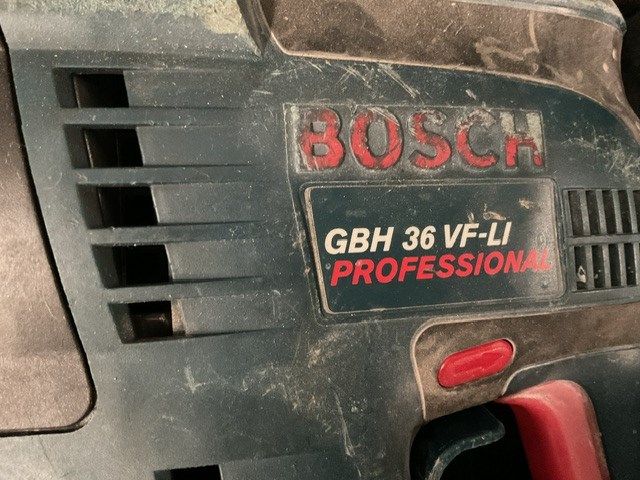 BOSCH
GBH 36 VF-LI
PROFESSIONAL